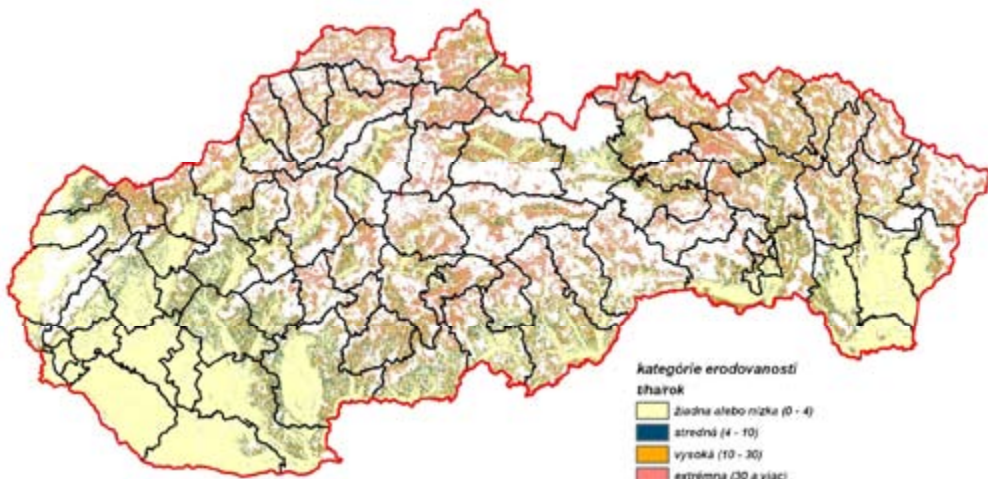 kategórie erodovanosti
t/ha/rok
žiadna alebo nízka (0 - 4)
stredná (4 - 10)
vysoká (10 - 30)
extrémna (30 a viac)